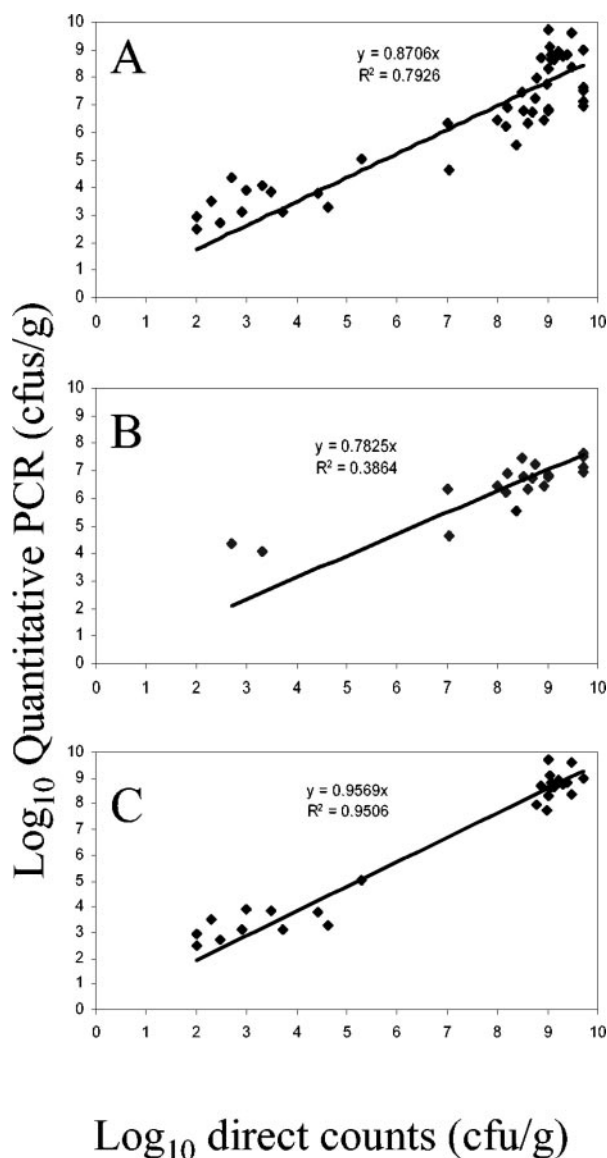 Log10 Quantitative PCR (cfus/g)
A
y = 0.8706x
R² = 0.7926
10
9
8
7
6
5
4
3
2
1
0
0 1 2 3 4 5 6 7 8 9 10
B
y = 0.7825x
R² = 0.3864
10
9
8
7
6
5
4
3
2
1
0
0 1 2 3 4 5 6 7 8 9 10
C
y = 0.9569x
R² = 0.9506
10
9
8
7
6
5
4
3
2
1
0
0 1 2 3 4 5 6 7 8 9 10
Log10 direct counts (cfu/g)